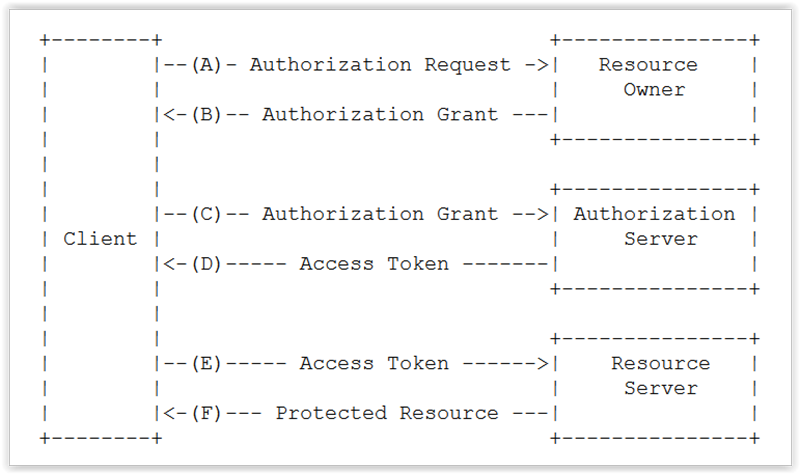 +--------+                               +---------------+
|        |--(A)- Authorization Request ->|   Resource    |
|        |                               |     Owner     |
|        |<-(B)-- Authorization Grant ---|               |
|        |                               +---------------+
|        |
|        |                               +---------------+
|        |--(C)-- Authorization Grant -->| Authorization |
| Client |                               |     Server    |
|        |<-(D)----- Access Token -------|               |
|        |                               +---------------+
|        |
|        |                               +---------------+
|        |--(E)----- Access Token ------>|    Resource   |
|        |                               |     Server    |
|        |<-(F)--- Protected Resource ---|               |
+--------+                               +---------------+